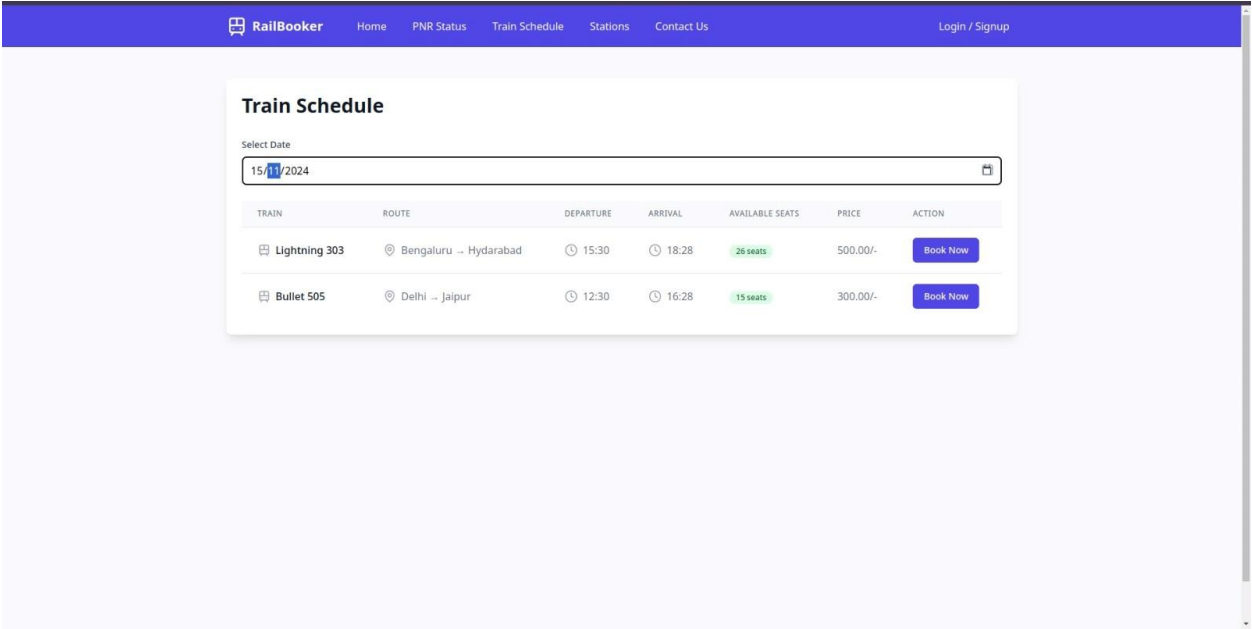 RailBooker Home PNR Status Train Schedule Stations Contact Us Login / Signup
Train Schedule
Select Date
15/11/2024
TRAIN ROUTE DEPARTURE ARRIVAL AVAILABLE SEATS PRICE ACTION
Lightning 303 Bengaluru → Hydarabad 15:30 18:28 26 seats 500.00/- Book Now
Bullet 505 Delhi → Jaipur 12:30 16:28 15 seats 300.00/- Book Now